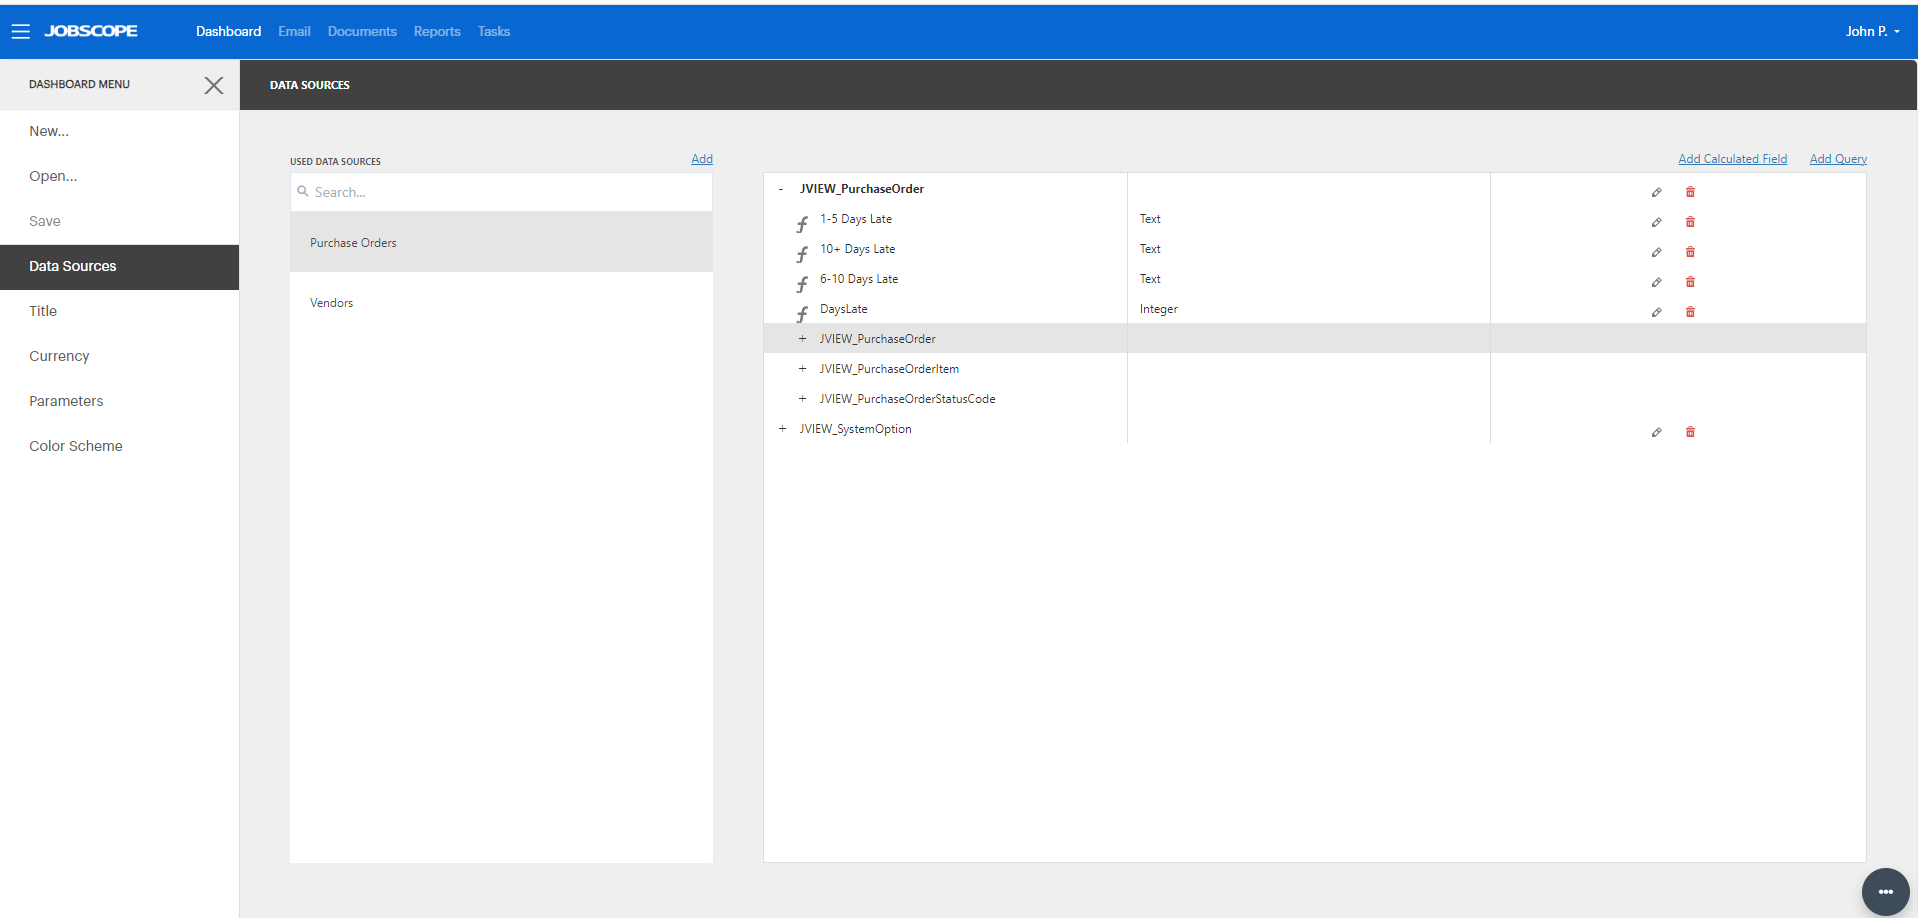 JOBSCOPE Dashboard Email Documents Reports Tasks John P.
DASHBOARD MENU
DATA SOURCES
New...
Open...
Save
Data Sources
Title
Currency
Parameters
Color Scheme
USED DATA SOURCES Add
Search...
Purchase Orders
Vendors
Add Calculated Field Add Query
- JVIEW_PurchaseOrder
1-5 Days Late Text
10+ Days Late Text
6-10 Days Late Text
DaysLate Integer
+ JVIEW_PurchaseOrder
+ JVIEW_PurchaseOrderItem
+ JVIEW_PurchaseOrderStatusCode
+ JVIEW_SystemOption